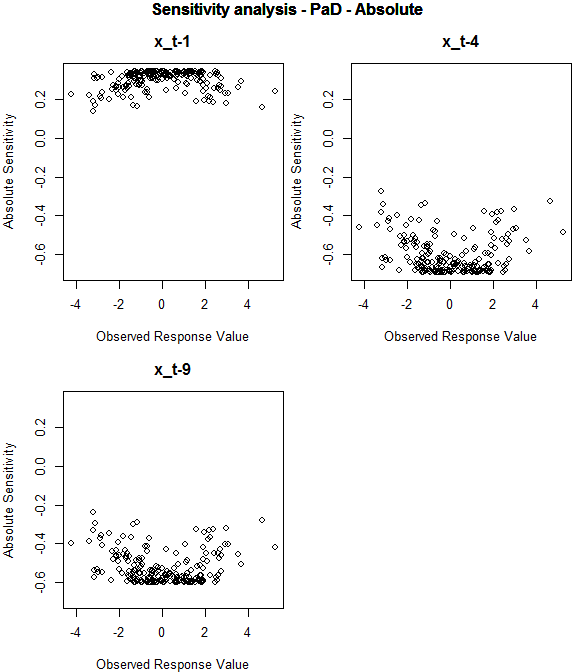 Sensitivity analysis - PaD - Absolute
x_t-1
x_t-4
Absolute Sensitivity
0.2
0.0
-0.2
-0.4
-0.6
-4 -2 0 2 4
Observed Response Value
Absolute Sensitivity
0.2
0.0
-0.2
-0.4
-0.6
-4 -2 0 2 4
Observed Response Value
x_t-9
Absolute Sensitivity
0.2
0.0
-0.2
-0.4
-0.6
-4 -2 0 2 4
Observed Response Value